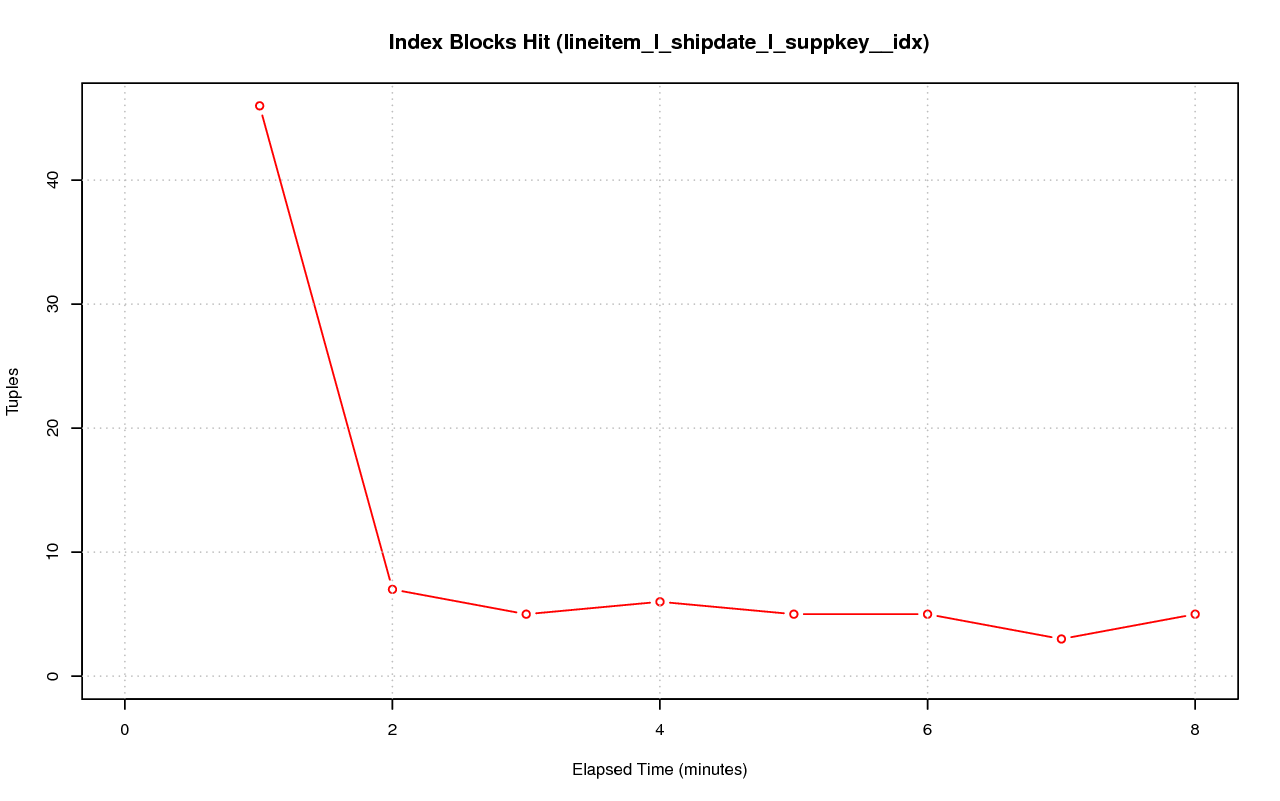 Index Blocks Hit (lineitem_l_shipdate_l_suppkey__idx)
Tuples
40
30
20
10
0
0 2 4 6 8
Elapsed Time (minutes)